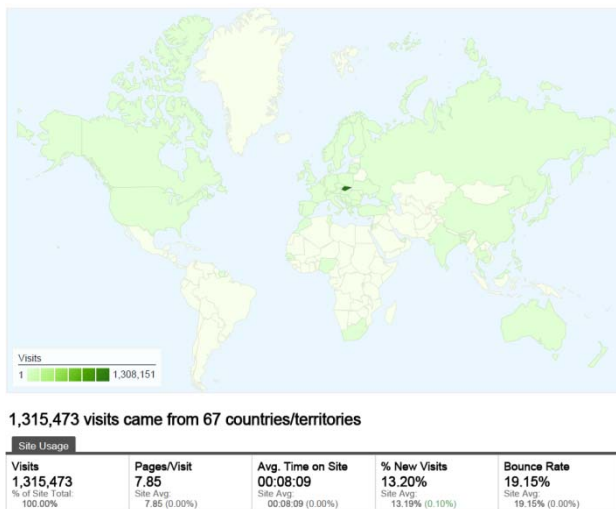 Visits
1 1,308,151
1,315,473 visits came from 67 countries/territories
Site Usage
Visits Pages/Visit Avg. Time on Site % New Visits Bounce Rate
1,315,473 7.85 00:08:09 13.20% 19.15%
% of Site Total: Site Avg: Site Avg: Site Avg: Site Avg:
100.00% 7.85 (0.00%) 00:08:09 (0.00%) 13.19% (0.10%) 19.15% (0.00%)